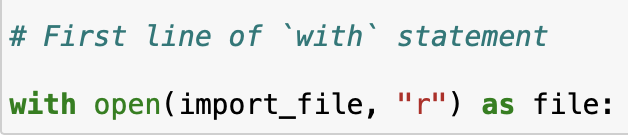 # First line of `with` statement
with open(import_file, "r") as file: